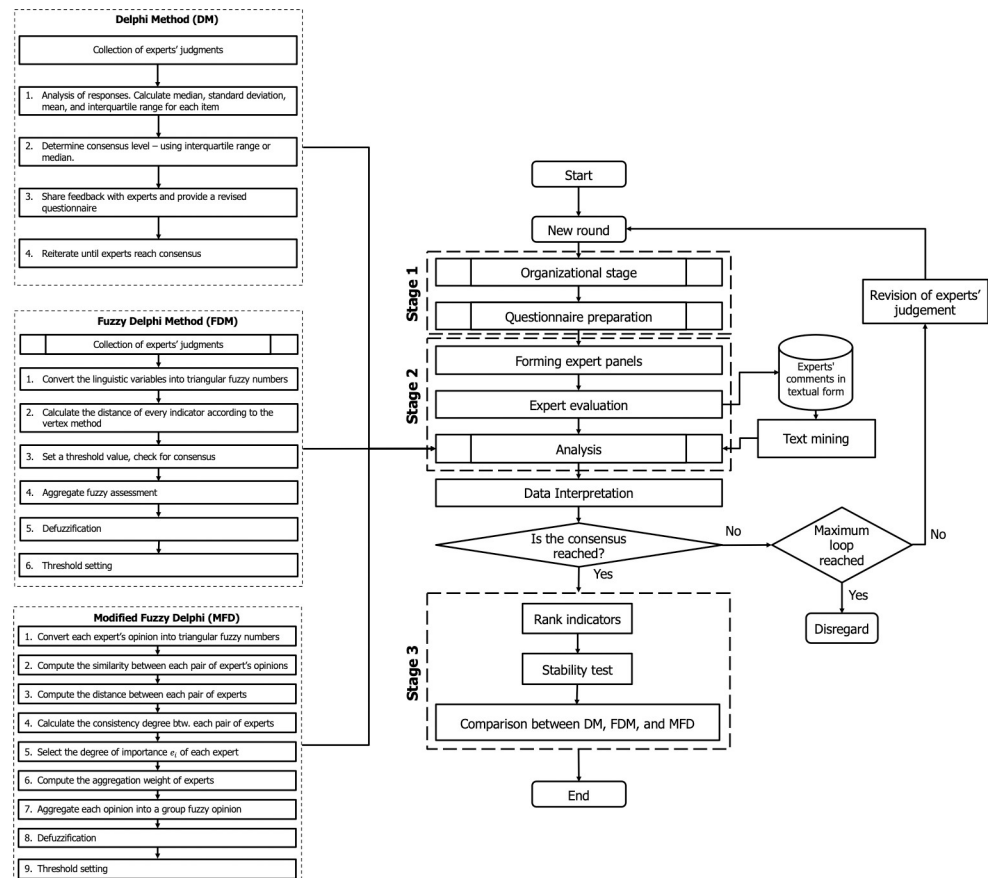 Delphi Method (DM)
Collection of experts' judgments
1. Analysis of responses. Calculate median, standard deviation,
mean, and interquartile range for each item
2. Determine consensus level – using interquartile range or
median.
3. Share feedback with experts and provide a revised
questionnaire
4. Reiterate until experts reach consensus
Fuzzy Delphi Method (FDM)
Collection of experts' judgments
1. Convert the linguistic variables into triangular fuzzy numbers
2. Calculate the distance of every indicator according to the
vertex method
3. Set a threshold value, check for consensus
4. Aggregate fuzzy assessment
5. Defuzzification
6. Threshold setting
Modified Fuzzy Delphi (MFD)
1. Convert each expert's opinion into triangular fuzzy numbers
2. Compute the similarity between each pair of expert's opinions
3. Compute the distance between each pair of experts
4. Calculate the consistency degree btw. each pair of experts
5. Select the degree of importance eᵢ of each expert
6. Compute the aggregation weight of experts
7. Aggregate each opinion into a group fuzzy opinion
8. Defuzzification
9. Threshold setting
Start
New round
Stage 1
Organizational stage
Questionnaire preparation
Stage 2
Forming expert panels
Expert evaluation
Analysis
Experts'
comments in
textual form
Text mining
Revision of experts'
judgement
Data Interpretation
Is the consensus
reached?
No
Yes
Maximum
loop
reached
No
Yes
Disregard
Stage 3
Rank indicators
Stability test
Comparison between DM, FDM, and MFD
End